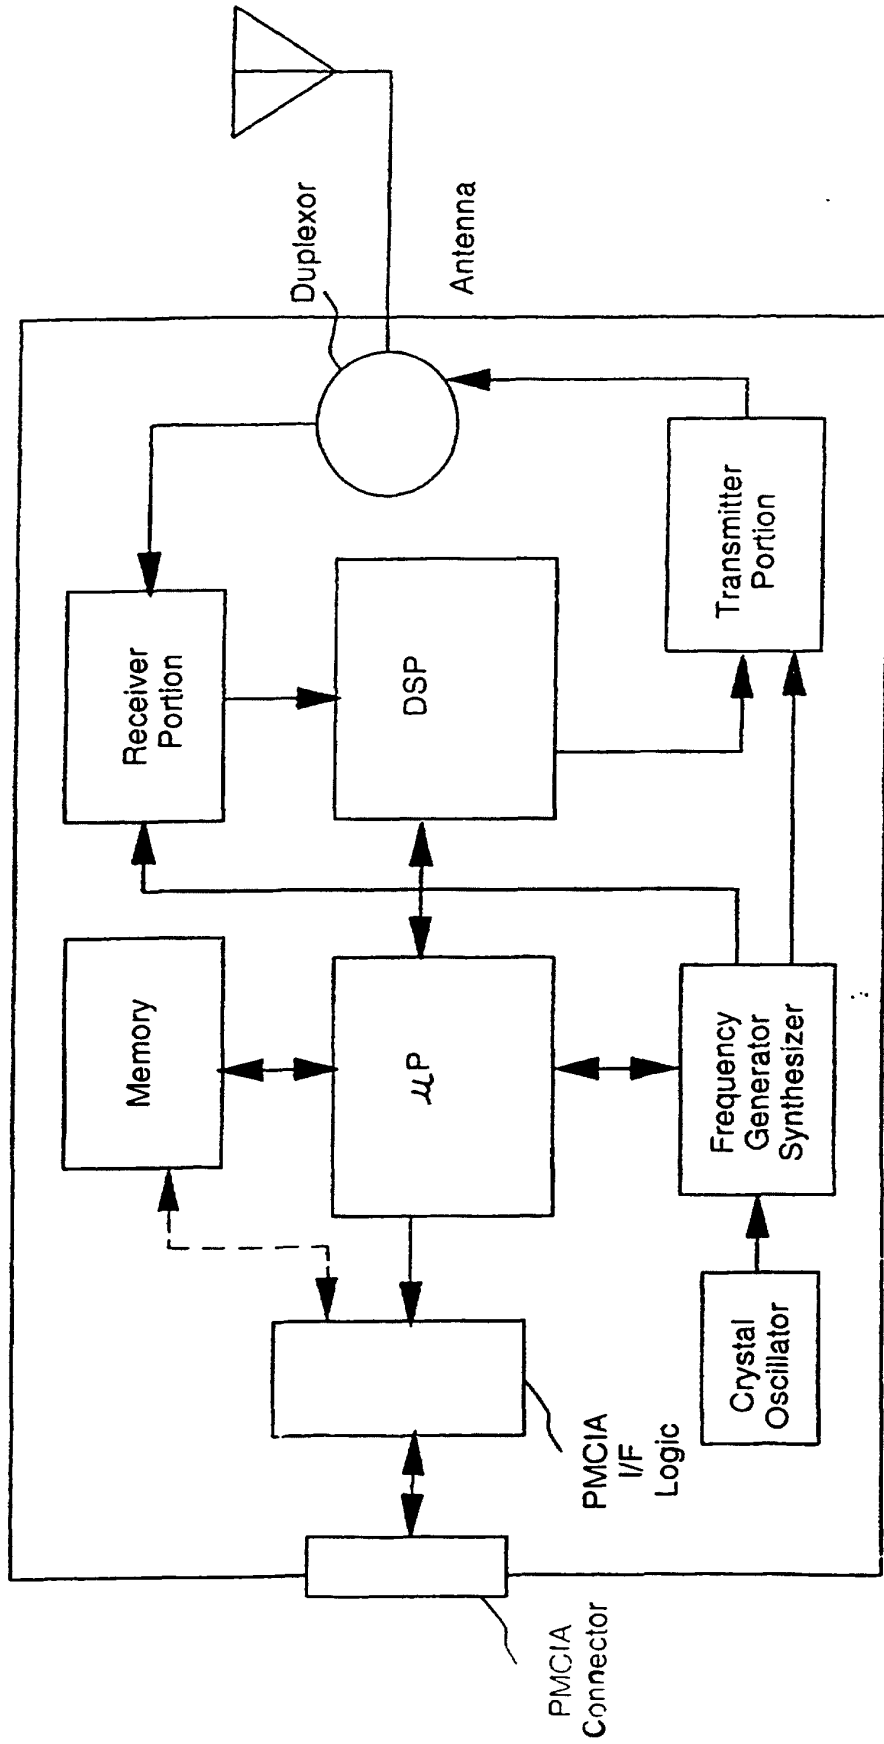 Memory
Receiver
Portion
Duplexor
Antenna
μP
DSP
PMCIA
Connector
PMCIA
I/F
Logic
Crystal
Oscillator
Frequency
Generator
Synthesizer
Transmitter
Portion